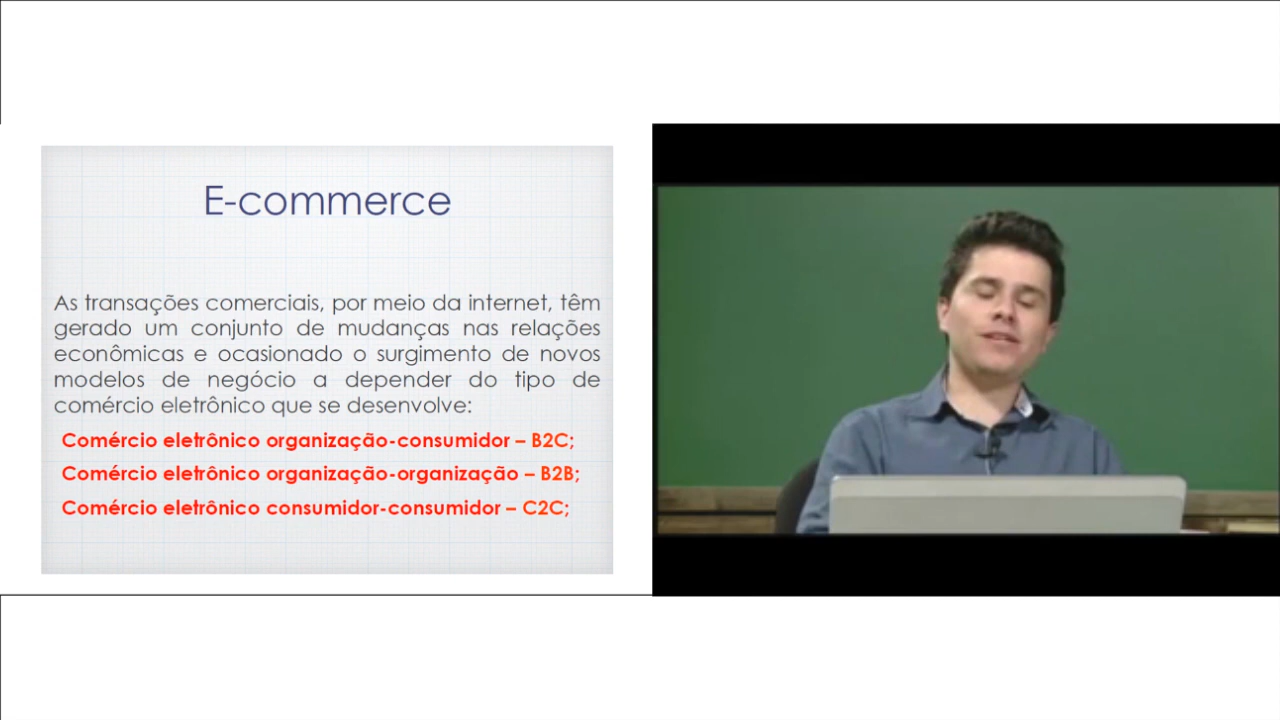 E-commerce
As transações comerciais, por meio da internet, têm
gerado um conjunto de mudanças nas relações
econômicas e ocasionado o surgimento de novos
modelos de negócio a depender do tipo de
comércio eletrônico que se desenvolve:
Comércio eletrônico organização-consumidor – B2C;
Comércio eletrônico organização-organização – B2B;
Comércio eletrônico consumidor-consumidor – C2C;